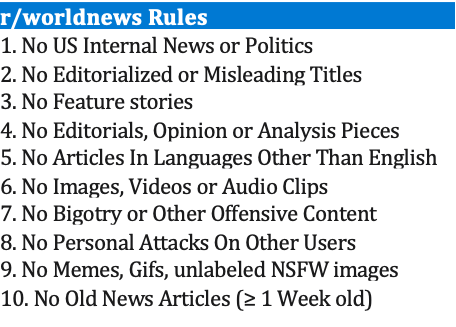 r/worldnews Rules
1. No US Internal News or Politics
2. No Editorialized or Misleading Titles
3. No Feature stories
4. No Editorials, Opinion or Analysis Pieces
5. No Articles In Languages Other Than English
6. No Images, Videos or Audio Clips
7. No Bigotry or Other Offensive Content
8. No Personal Attacks On Other Users
9. No Memes, Gifs, unlabeled NSFW images
10. No Old News Articles (≥ 1 Week old)